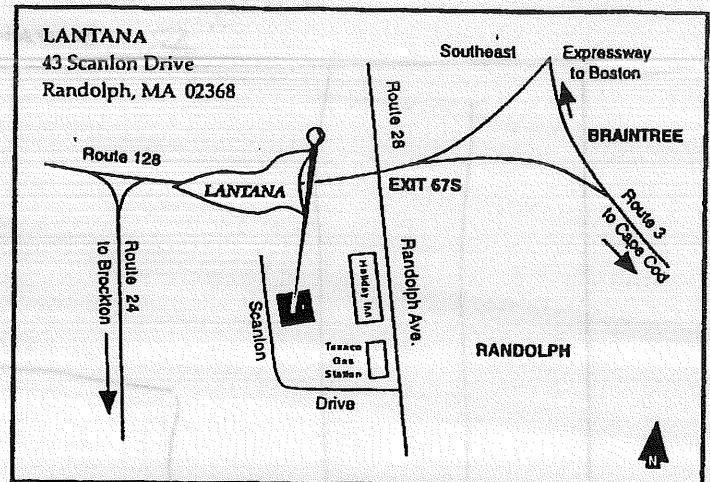 LANTANA
43 Scanlon Drive
Randolph, MA 02368
Southeast
Expressway
to Boston
Route 28
BRAINTREE
Route 128
LANTANA
EXIT 67S
Route 3
to Cape Cod
Route 24
to Brockton
Scanlon
Holiday Inn
Randolph Ave.
Texaco
Gas
Station
RANDOLPH
Drive
N